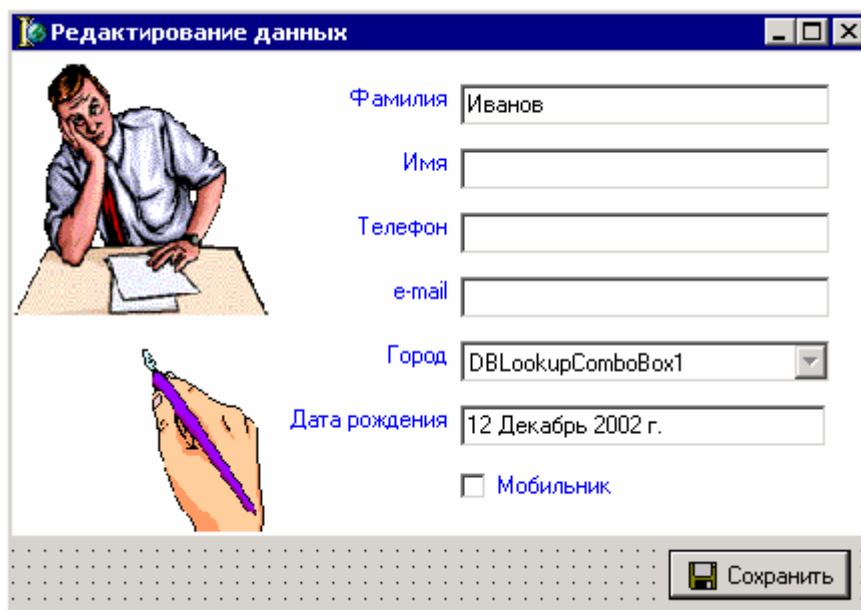 Редактирование данных
Фамилия Иванов
Имя
Телефон
e-mail
Город DBLookupComboBox1
Дата рождения 12 Декабрь 2002 г.
Мобильник
Сохранить